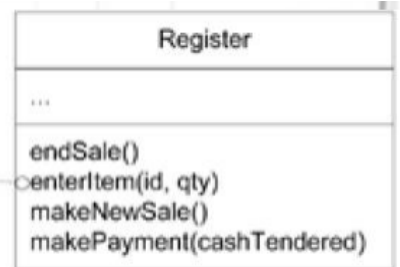 Register
...
endSale()
enterItem(id, qty)
makeNewSale()
makePayment(cashTendered)